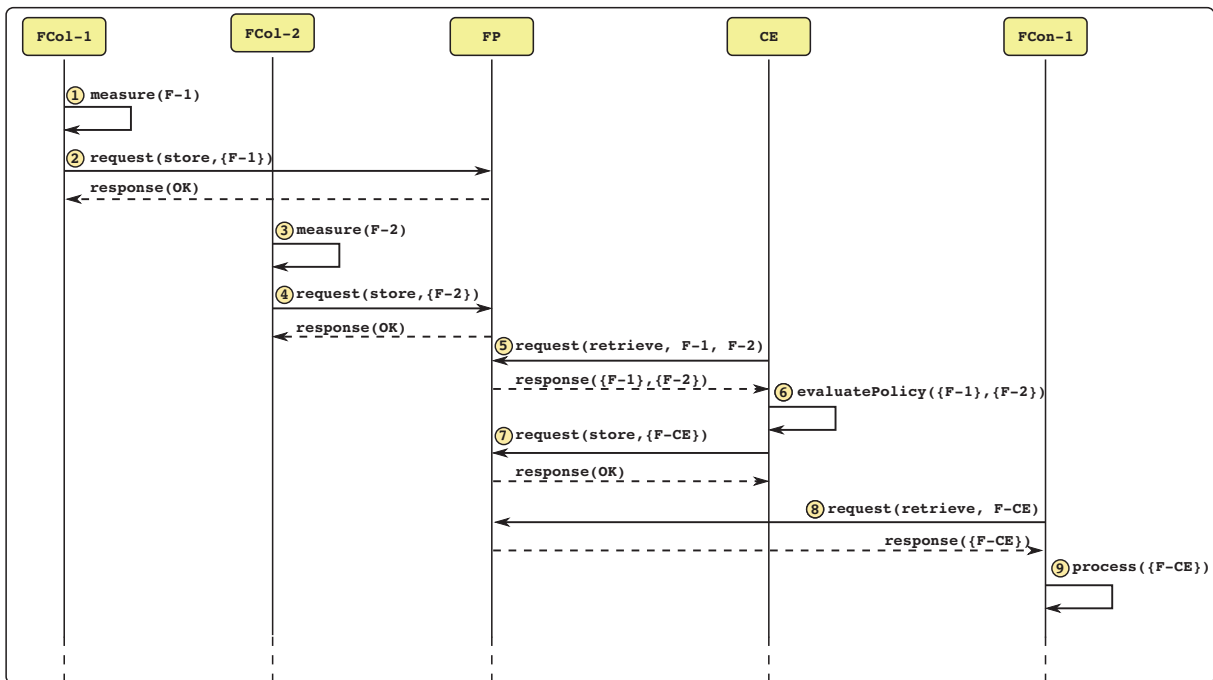 FCol-1
FCol-2
FP
CE
FCon-1
1 measure(F-1)
2 request(store,{F-1})
response(OK)
3 measure(F-2)
4 request(store,{F-2})
response(OK)
5 request(retrieve, F-1, F-2)
response({F-1},{F-2})
6 evaluatePolicy({F-1},{F-2})
7 request(store,{F-CE})
response(OK)
8 request(retrieve, F-CE)
response({F-CE})
9 process({F-CE})